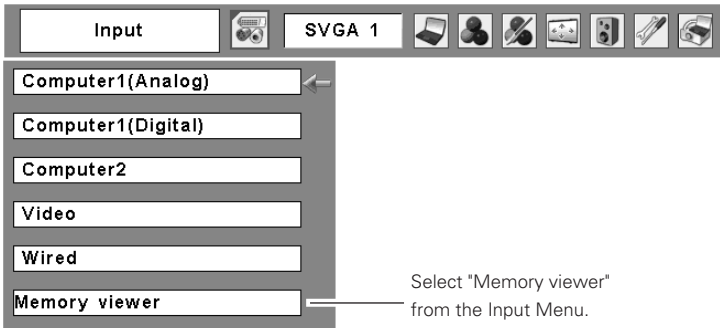 Input
SVGA 1
Computer1(Analog)
Computer1(Digital)
Computer2
Video
Wired
Memory viewer
Select "Memory viewer"
from the Input Menu.